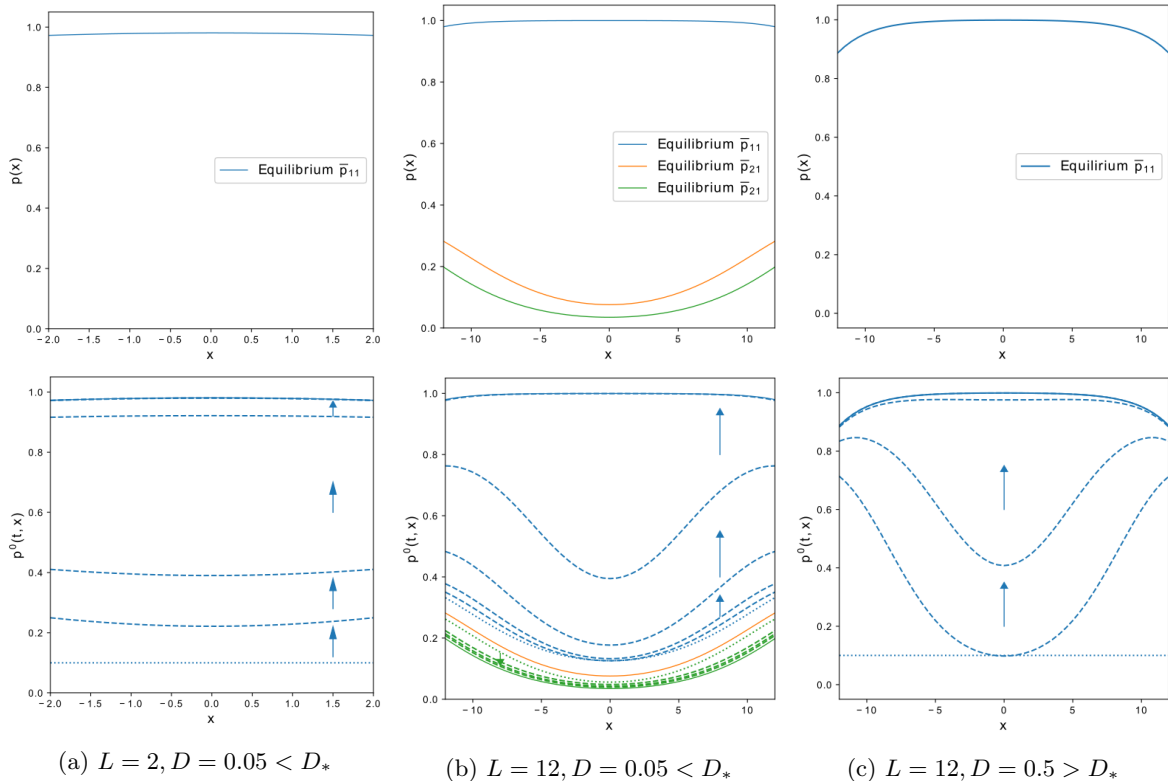 1.0
0.8
0.6
0.4
0.2
0.0
p(x)
Equilibrium p̅₁₁
−2.0 −1.5 −1.0 −0.5 0.0 0.5 1.0 1.5 2.0
x
1.0
0.8
0.6
0.4
0.2
0.0
p(x)
Equilibrium p̅₁₁
Equilibrium p̅₂₁
Equilibrium p̅₂₁
−10 −5 0 5 10
x
1.0
0.8
0.6
0.4
0.2
0.0
p(x)
Equilirium p̅₁₁
−10 −5 0 5 10
x
1.0
0.8
0.6
0.4
0.2
0.0
p⁰(t, x)
−2.0 −1.5 −1.0 −0.5 0.0 0.5 1.0 1.5 2.0
x
1.0
0.8
0.6
0.4
0.2
0.0
p⁰(t, x)
−10 −5 0 5 10
x
1.0
0.8
0.6
0.4
0.2
0.0
p⁰(t, x)
−10 −5 0 5 10
x
(a) L = 2, D = 0.05 < D∗
(b) L = 12, D = 0.05 < D∗
(c) L = 12, D = 0.5 > D∗